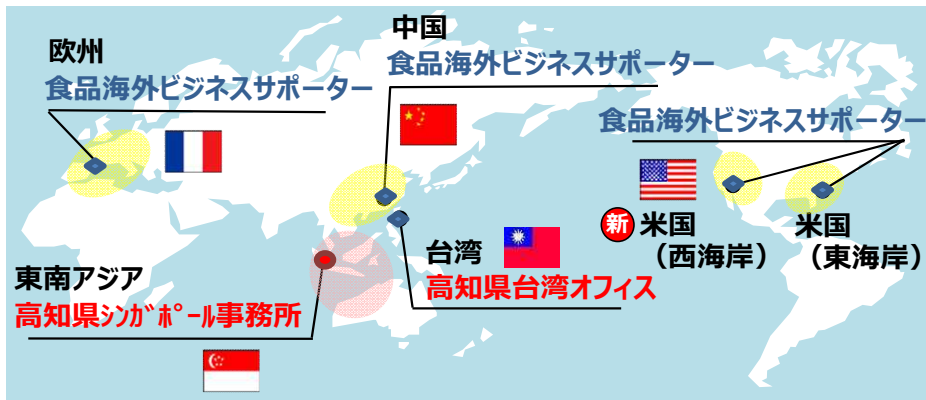 欧州
食品海外ビジネスサポーター
中国
食品海外ビジネスサポーター
食品海外ビジネスサポーター
新 米国
（西海岸）
米国
（東海岸）
台湾
高知県台湾オフィス
東南アジア
高知県ｼﾝｶﾞﾎﾟｰﾙ事務所